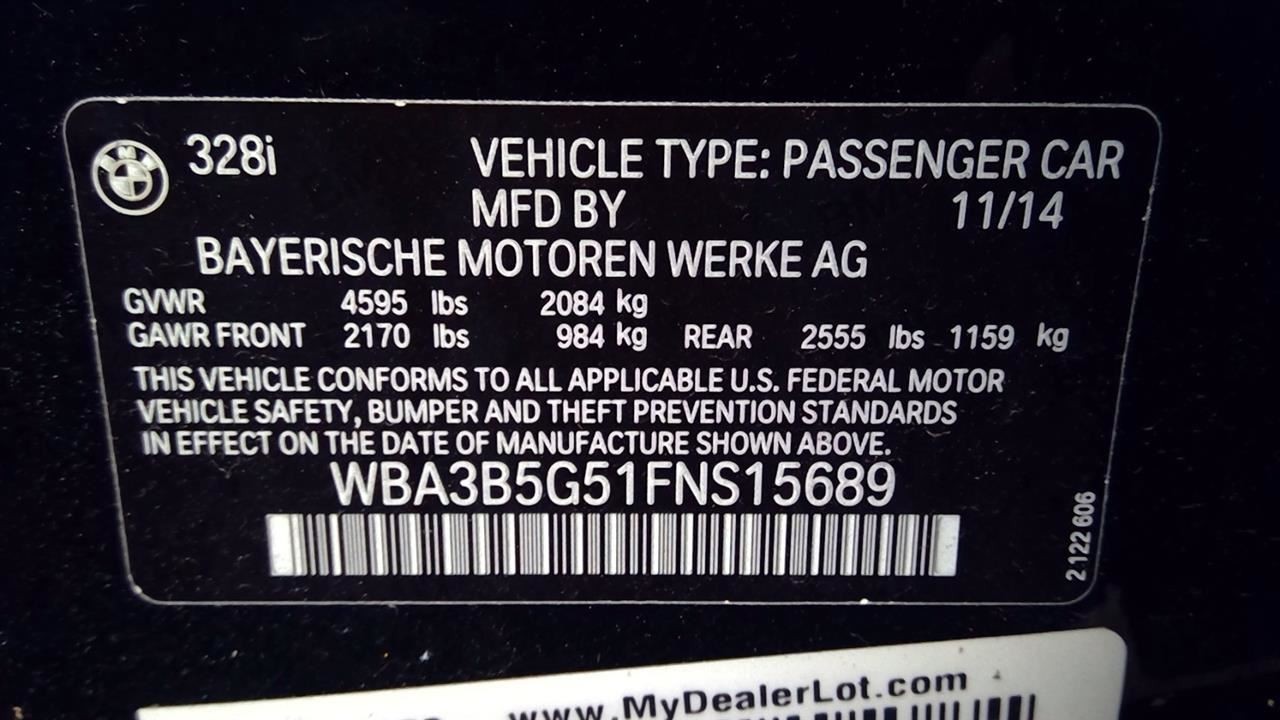 328i VEHICLE TYPE: PASSENGER CAR
MFD BY 11/14
BAYERISCHE MOTOREN WERKE AG
GVWR 4595 lbs 2084 kg
GAWR FRONT 2170 lbs 984 kg REAR 2555 lbs 1159 kg
THIS VEHICLE CONFORMS TO ALL APPLICABLE U.S. FEDERAL MOTOR
VEHICLE SAFETY, BUMPER AND THEFT PREVENTION STANDARDS
IN EFFECT ON THE DATE OF MANUFACTURE SHOWN ABOVE.
WBA3B5G51FNS15689
2 122 606
www.MyDealerLot.com